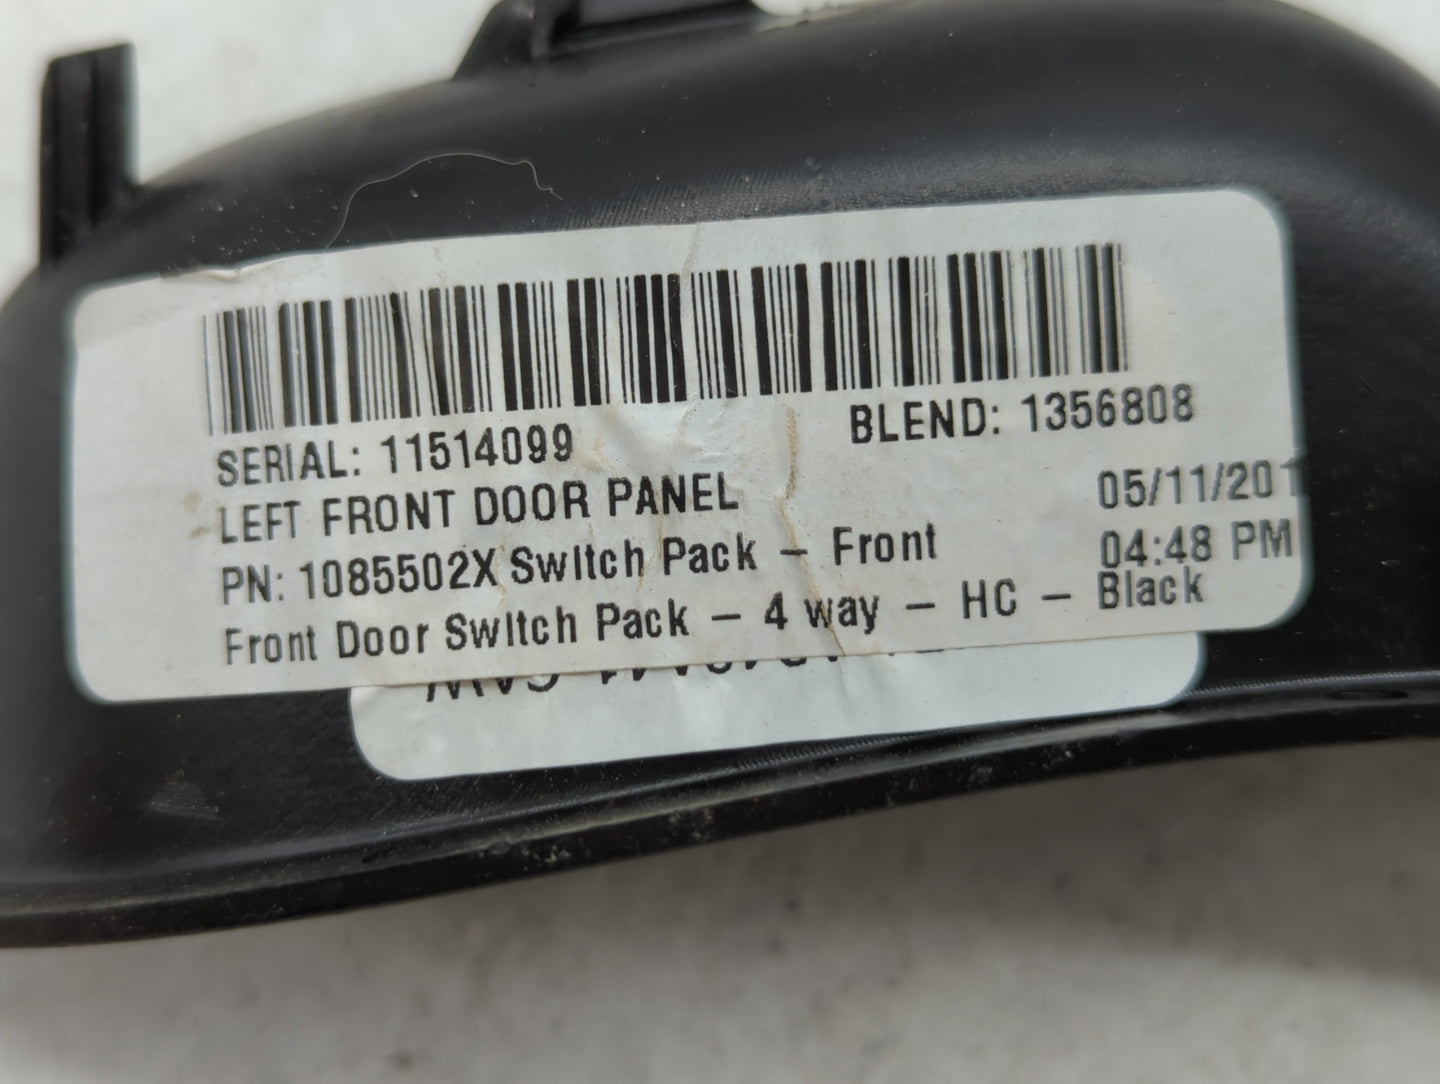 SERIAL: 11514099
BLEND: 1356808
LEFT FRONT DOOR PANEL
05/11/201
PN: 1085502X Switch Pack - Front
04:48 PM
Front Door Switch Pack - 4 way - HC - Black